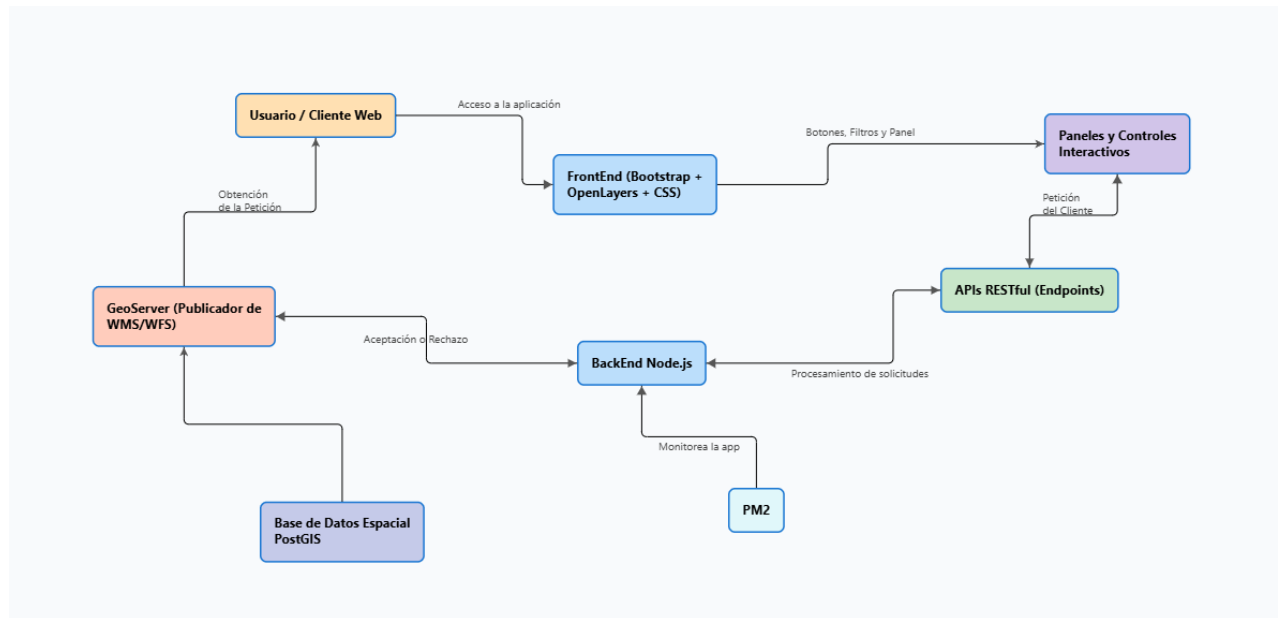 Acceso a la aplicación
Usuario / Cliente Web
Botones, Filtros y Panel
Paneles y Controles
Interactivos
FrontEnd (Bootstrap +
OpenLayers + CSS)
Obtención
de la Petición
Petición
del Cliente
APIs RESTful (Endpoints)
GeoServer (Publicador de
WMS/WFS)
Aceptación o Rechazo
BackEnd Node.js
Procesamiento de solicitudes
Monitorea la app
PM2
Base de Datos Espacial
PostGIS